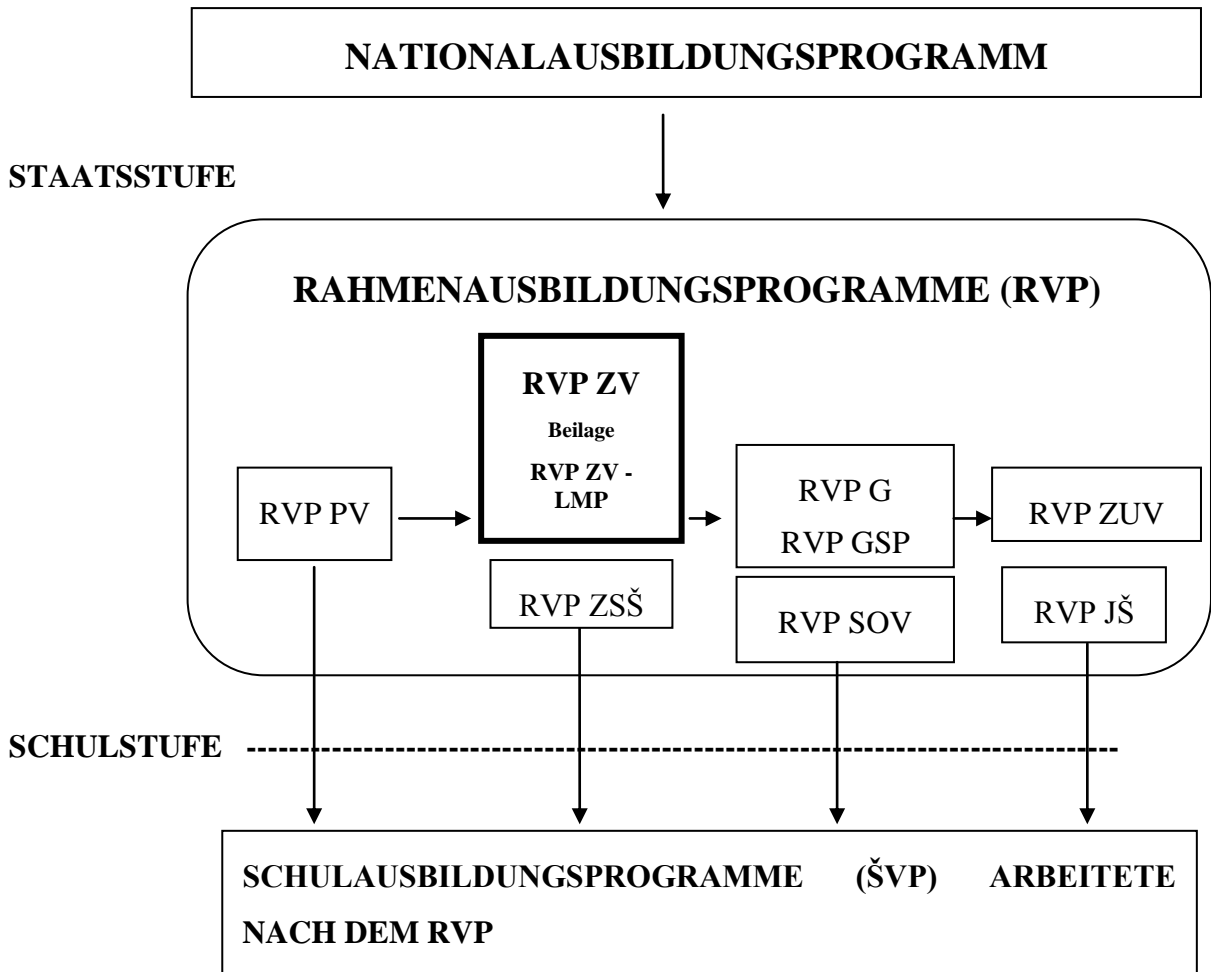 NATIONALAUSBILDUNGSPROGRAMM
STAATSSTUFE
RAHMENAUSBILDUNGSPROGRAMME (RVP)
RVP ZV
Beilage
RVP ZV -
LMP
RVP PV
RVP G
RVP GSP
RVP ZUV
RVP ZSŠ
RVP SOV
RVP JŠ
SCHULSTUFE
SCHULAUSBILDUNGSPROGRAMME (ŠVP) ARBEITETE
NACH DEM RVP